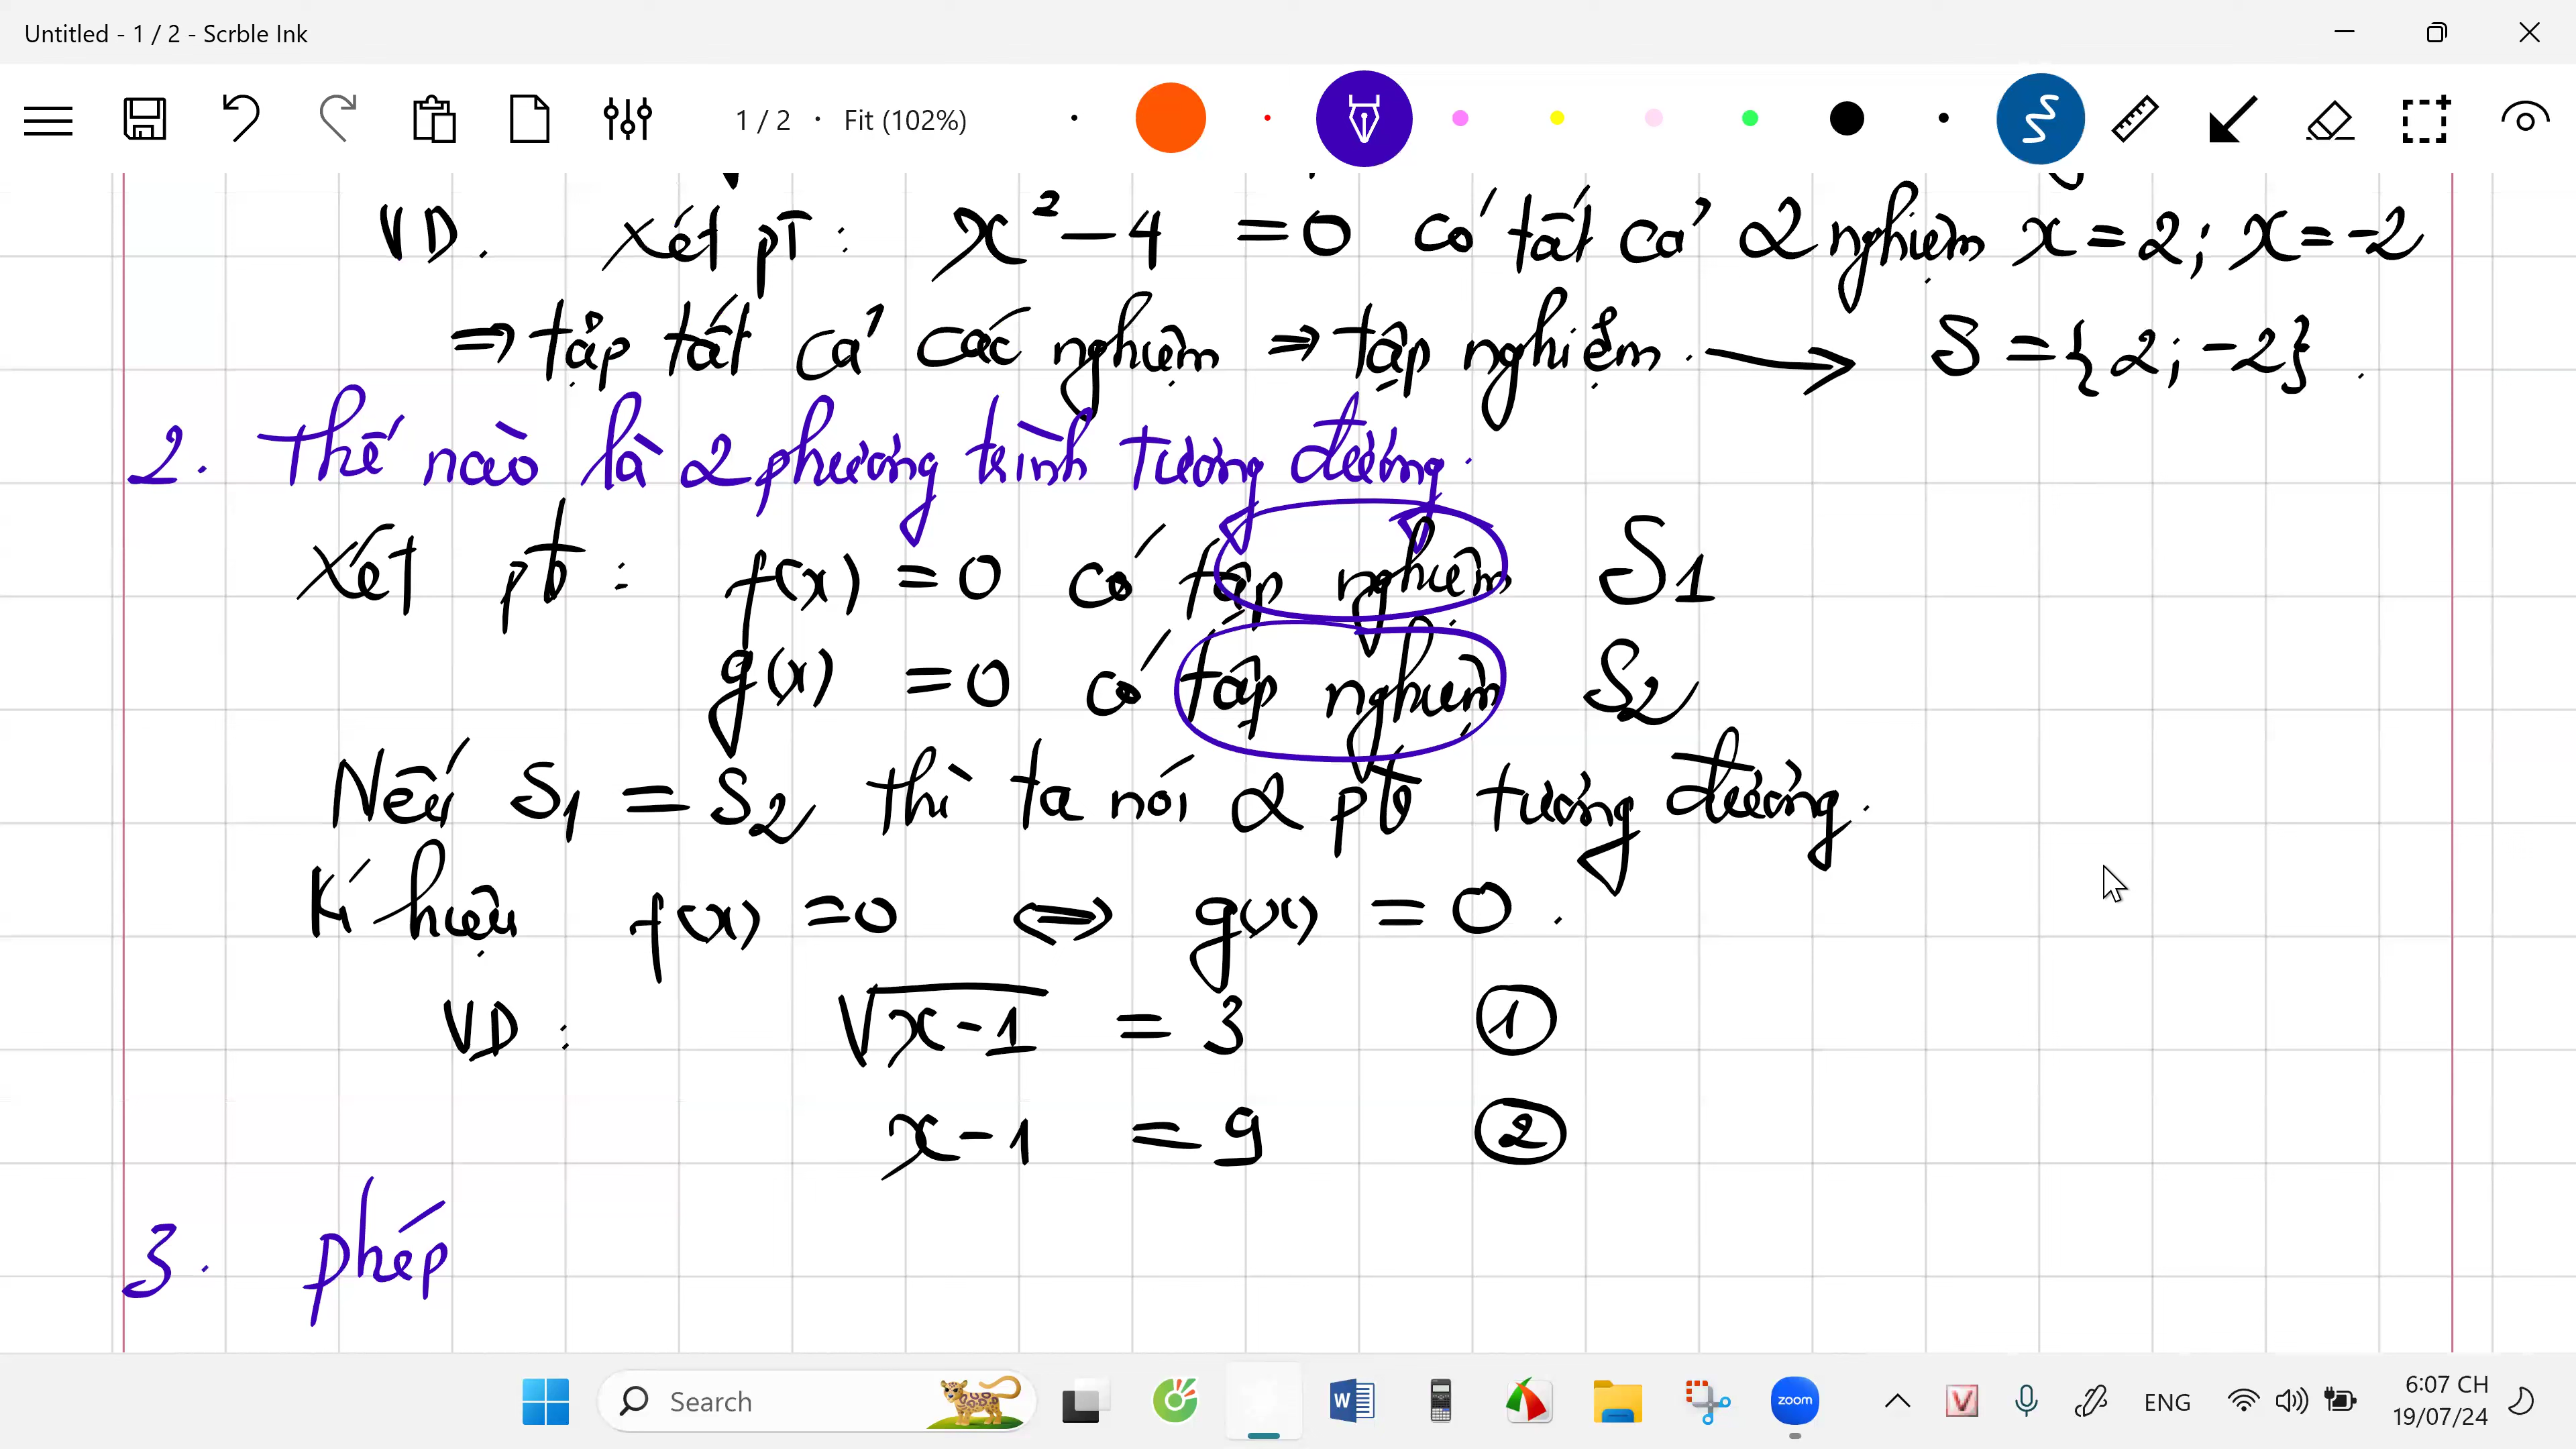 Untitled - 1 / 2 - Scrble Ink
1 / 2 · Fit (102%)
VD. Xét pT: x² - 4 = 0 có tất cả 2 nghiệm x = 2; x = -2
⇒ tập tất cả các nghiệm ⇒ tập nghiệm. → S = {2; -2}.
2. Thế nào là 2 phương trình tương đương.
Xét pt: f(x) = 0 có tập nghiệm S1
g(x) = 0 có tập nghiệm S2
Nếu S1 = S2 thì ta nói 2 pt tương đương.
Kí hiệu f(x) = 0 ⇔ g(x) = 0.
VD: √x-1 = 3 ①
x - 1 = 9 ②
3. phép
Search
zoom
ENG
6:07 CH
19/07/24